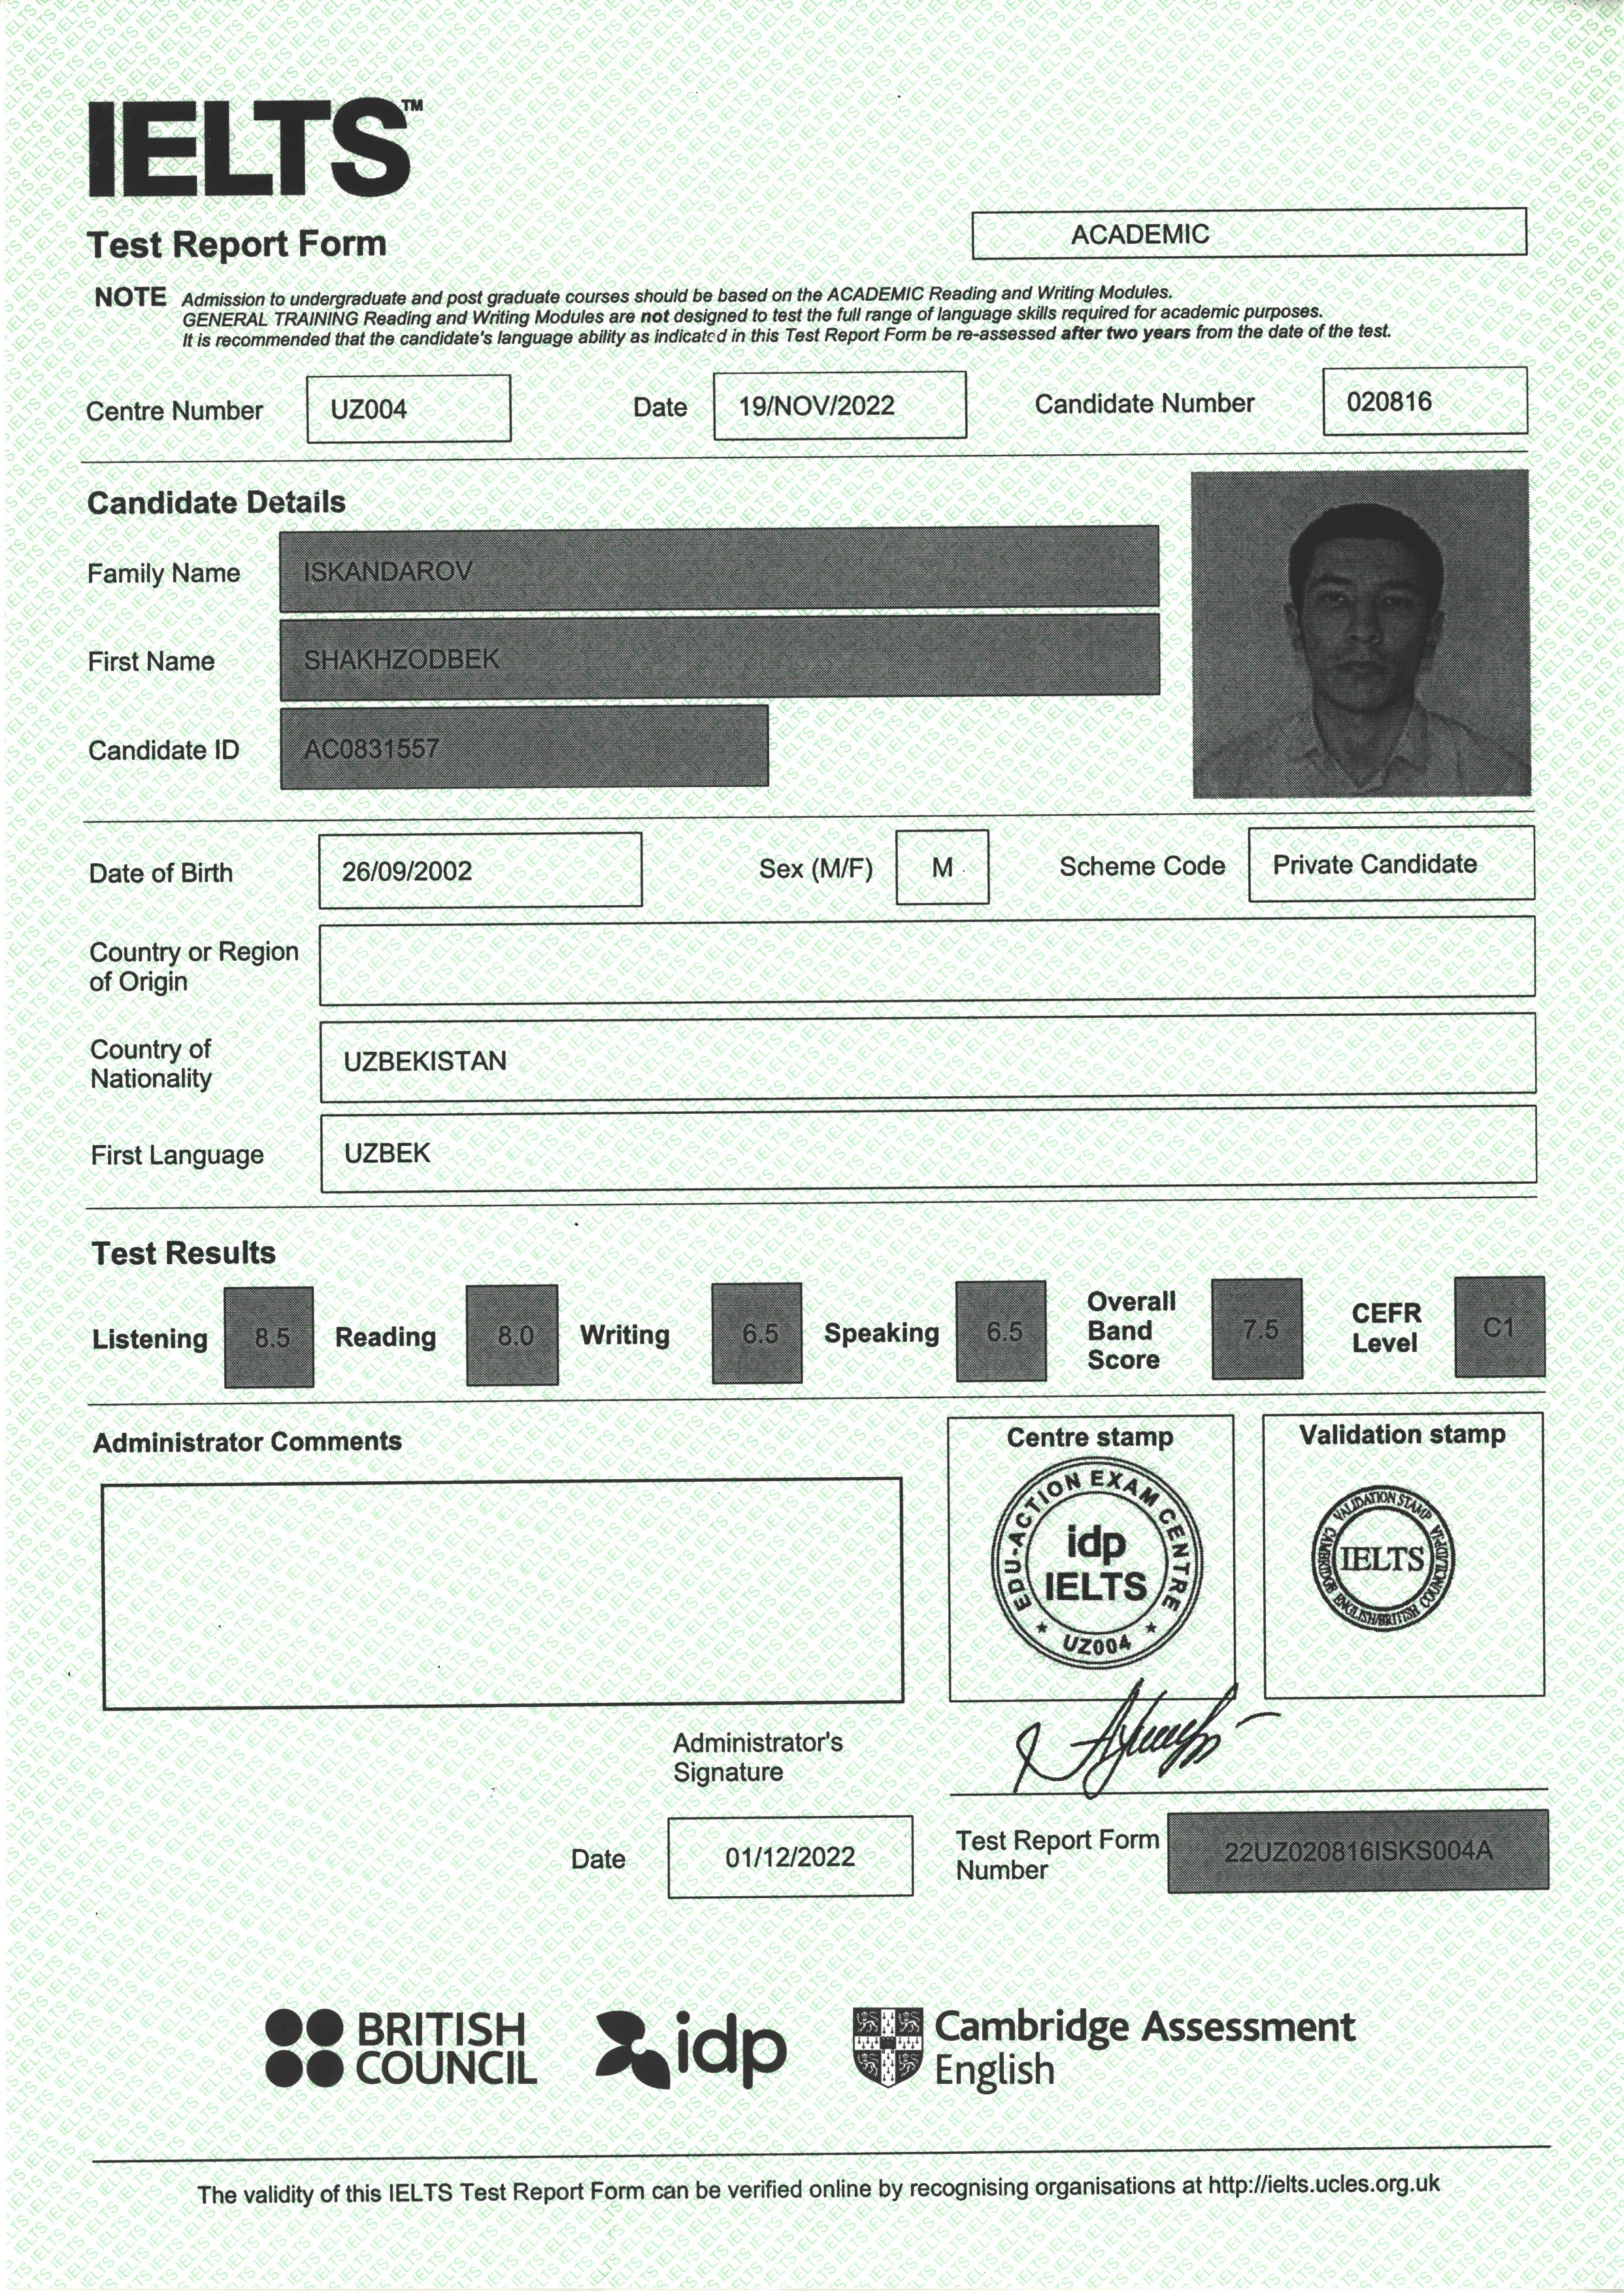 IELTS™
Test Report Form
ACADEMIC
NOTE Admission to undergraduate and post graduate courses should be based on the ACADEMIC Reading and Writing Modules.
GENERAL TRAINING Reading and Writing Modules are not designed to test the full range of language skills required for academic purposes.
It is recommended that the candidate's language ability as indicated in this Test Report Form be re-assessed after two years from the date of the test.
Centre Number UZ004 Date 19/NOV/2022 Candidate Number 020816
Candidate Details
Family Name ISKANDAROV
First Name SHAKHZODBEK
Candidate ID AC0831557
Date of Birth 26/09/2002 Sex (M/F) M Scheme Code Private Candidate
Country or Region
of Origin
Country of
Nationality UZBEKISTAN
First Language UZBEK
Test Results
Listening 8.5 Reading 8.0 Writing 6.5 Speaking 6.5 Overall Band Score 7.5 CEFR Level C1
Administrator Comments
Centre stamp
EDU-ACTION EXAM CENTRE
idp
IELTS
★ UZ004 ★
Validation stamp
VALIDATION STAMP
IELTS
CAMBRIDGE ENGLISH/BRITISH COUNCIL/IDP:IA
Administrator's
Signature
Date 01/12/2022
Test Report Form
Number 22UZ020816ISKS004A
BRITISH
COUNCIL
idp
Cambridge Assessment
English
The validity of this IELTS Test Report Form can be verified online by recognising organisations at http://ielts.ucles.org.uk